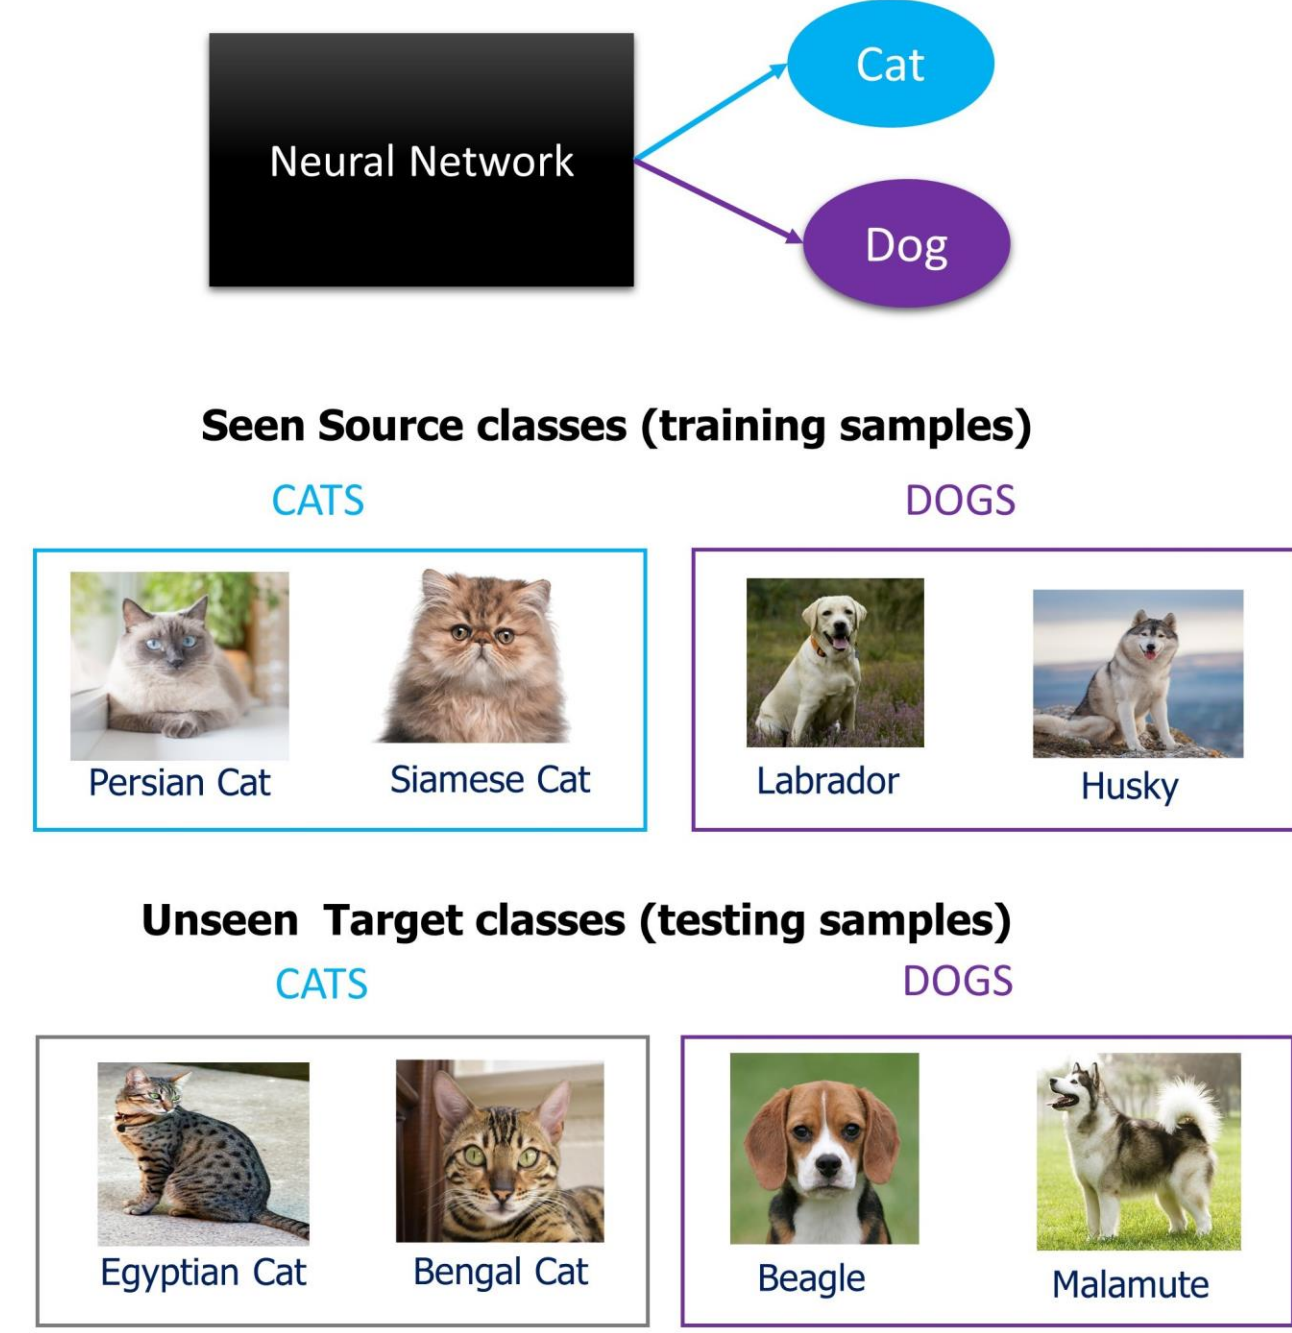 Cat
Neural Network
Dog
Seen Source classes (training samples)
CATS DOGS
Persian Cat Siamese Cat Labrador Husky
Unseen Target classes (testing samples)
CATS DOGS
Egyptian Cat Bengal Cat Beagle Malamute